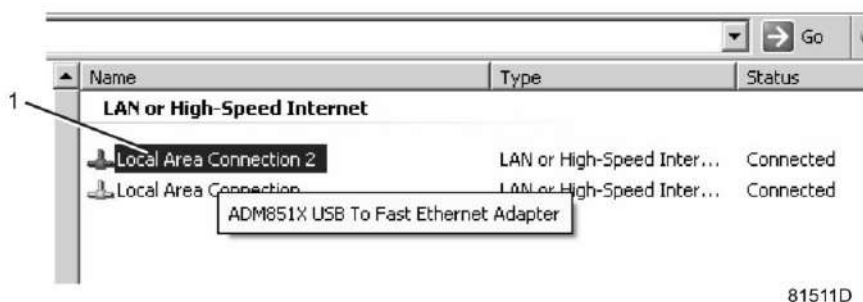 Go
Name Type Status
1
LAN or High-Speed Internet
Local Area Connection 2 LAN or High-Speed Inter... Connected
Local Area Connection LAN or High-Speed Inter... Connected
ADM851X USB To Fast Ethernet Adapter
81511D